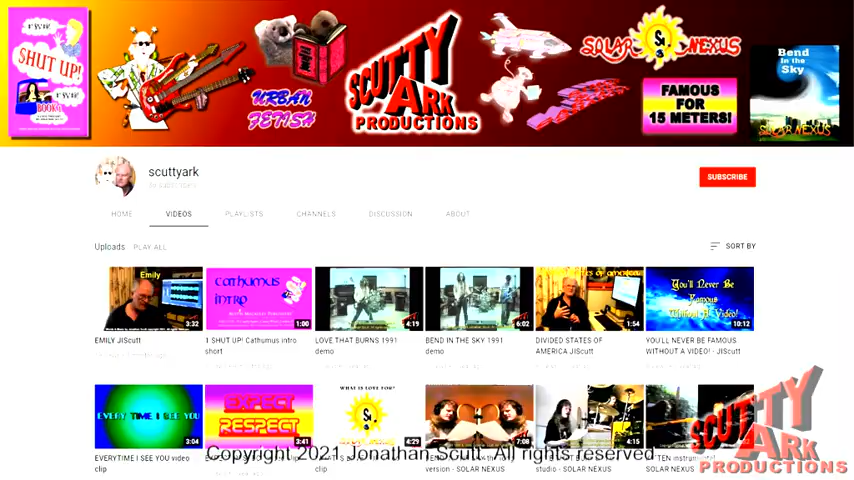 SHUT UP!
BOOK 1
URBAN
FETISH
SCUTTY
ARK
PRODUCTIONS
SOLAR NEXUS
FAMOUS
FOR
15 METERS!
Bend
In the
Sky
SOLAR NEXUS
scuttyark
SUBSCRIBE
HOME
VIDEOS
PLAYLISTS
CHANNELS
DISCUSSION
ABOUT
Uploads PLAY ALL
SORT BY
Emily
3:32
Cathumus
intro
1:00
4:19
6:02
1:54
You'll Never Be
Famous
Without A Video!
10:12
EMILY JIScutt
1 SHUT UP! Cathumus intro
short
LOVE THAT BURNS 1991
demo
BEND IN THE SKY 1991
demo
DIVIDED STATES OF
AMERICA JIScutt
YOU'LL NEVER BE FAMOUS
WITHOUT A VIDEO! - JIScutt
EVERY TIME I SEE YOU
3:04
EXPECT
RESPECT
3:41
WHAT IS LOVE FOR?
4:29
7:08
4:15
SCUTTY
ARK
PRODUCTIONS
EVERYTIME I SEE YOU video
clip
clip
version - SOLAR NEXUS
studio - SOLAR NEXUS
Copyright 2021 Jonathan Scutt. All rights reserved